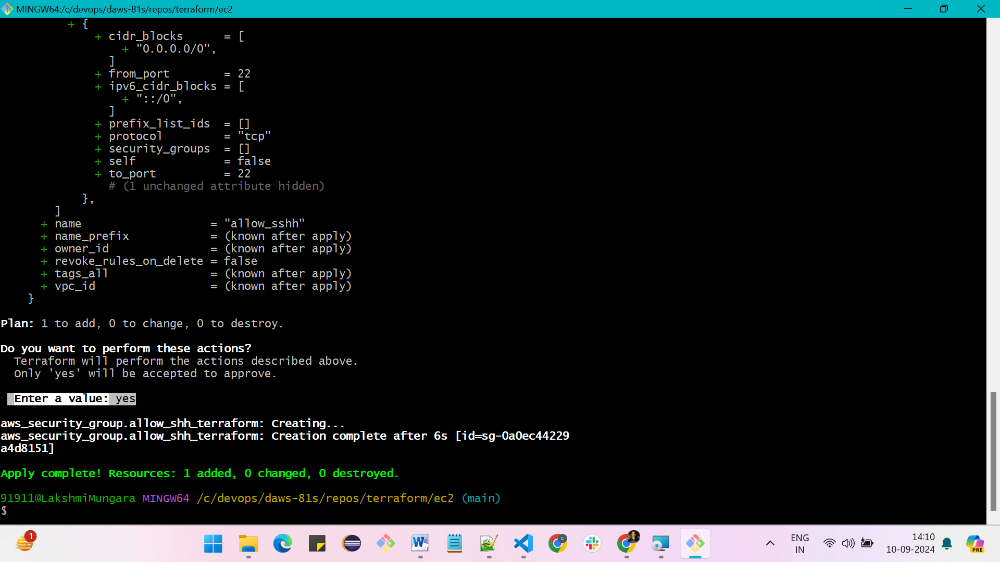 MINGW64:/c/devops/daws-81s/repos/terraform/ec2
+ {
+ cidr_blocks = [
+ "0.0.0.0/0",
]
+ from_port = 22
+ ipv6_cidr_blocks = [
+ "::/0",
]
+ prefix_list_ids = []
+ protocol = "tcp"
+ security_groups = []
+ self = false
+ to_port = 22
# (1 unchanged attribute hidden)
},
]
+ name = "allow_sshh"
+ name_prefix = (known after apply)
+ owner_id = (known after apply)
+ revoke_rules_on_delete = false
+ tags_all = (known after apply)
+ vpc_id = (known after apply)
}
Plan: 1 to add, 0 to change, 0 to destroy.
Do you want to perform these actions?
Terraform will perform the actions described above.
Only 'yes' will be accepted to approve.
Enter a value: yes
aws_security_group.allow_shh_terraform: Creating...
aws_security_group.allow_shh_terraform: Creation complete after 6s [id=sg-0a0ec44229
a4d8151]
Apply complete! Resources: 1 added, 0 changed, 0 destroyed.
91911@LakshmiMungara MINGW64 /c/devops/daws-81s/repos/terraform/ec2 (main)
$
1
W
C
ENG
IN
14:10
10-09-2024
PRE